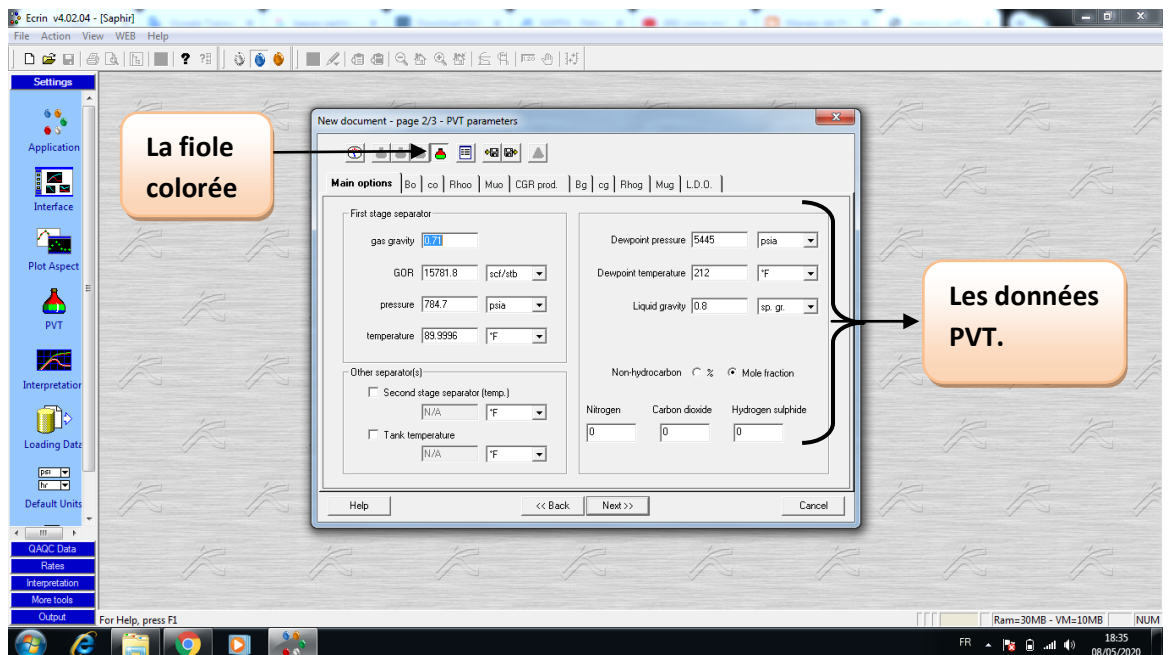 Ecrin v4.02.04 - [Saphir]
File Action View WEB Help
Settings
Application
Interface
Plot Aspect
PVT
Interpretation
Loading Data
psi
hr
Default Units
QAQC Data
Rates
Interpretation
More tools
Output
La fiole
colorée
New document - page 2/3 - PVT parameters
Main options Bo co Rhoo Muo CGR prod. Bg cg Rhog Mug L.D.O.
First stage separator
gas gravity 0.71
GOR 15781.8 scf/stb
pressure 784.7 psia
temperature 89.9996 °F
Other separator(s)
Second stage separator (temp.)
N/A °F
Tank temperature
N/A °F
Dewpoint pressure 5445 psia
Dewpoint temperature 212 °F
Liquid gravity 0.8 sp. gr.
Non-hydrocarbon % Mole fraction
Nitrogen Carbon dioxide Hydrogen sulphide
0 0 0
Help << Back Next >> Cancel
Les données
PVT.
For Help, press F1
Ram=30MB - VM=10MB NUM
FR 18:35
08/05/2020